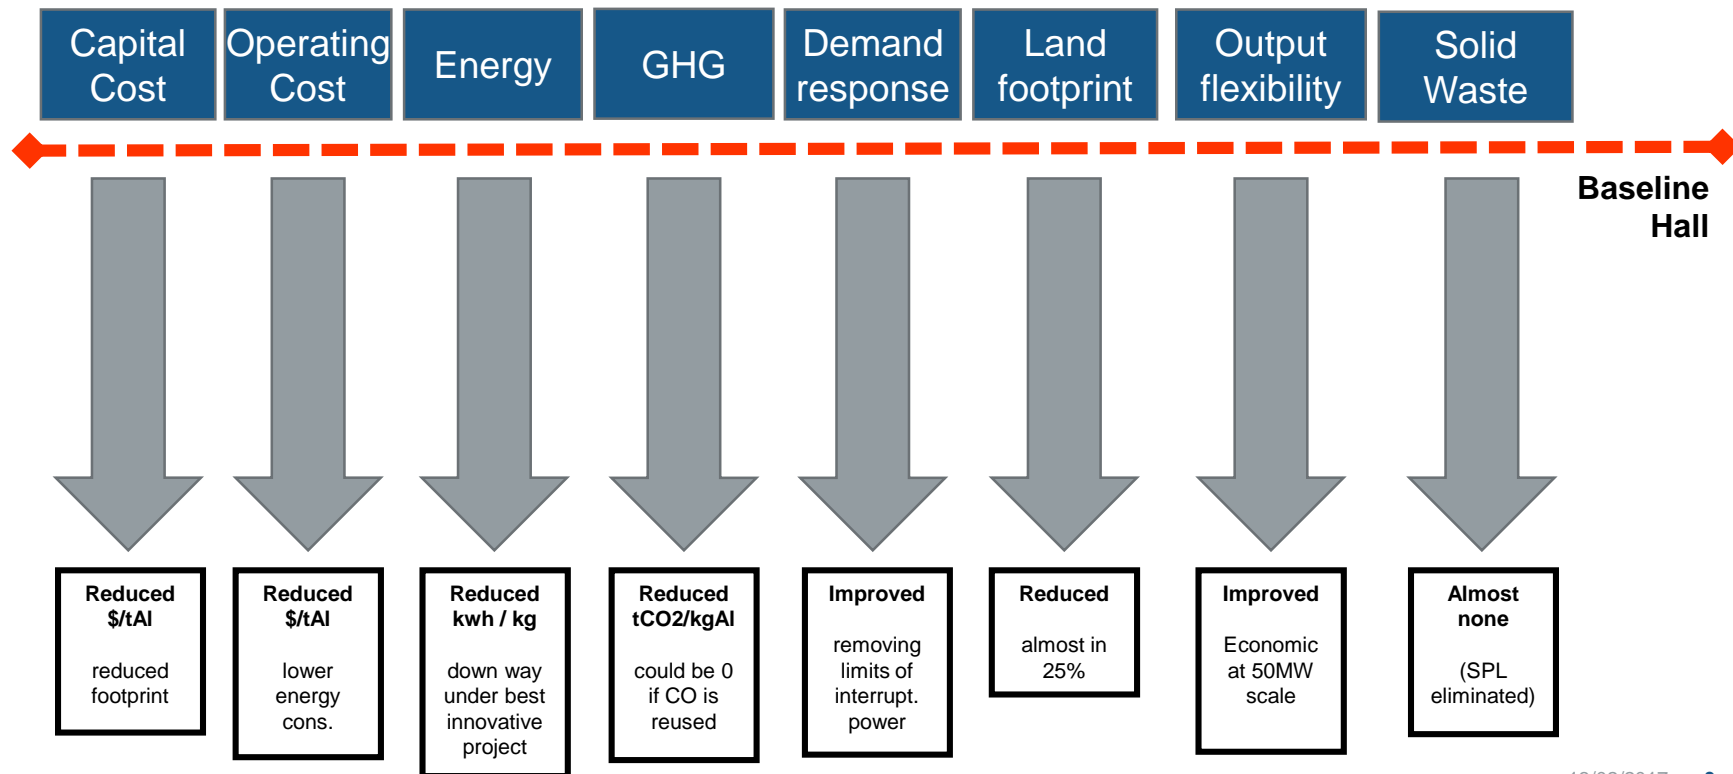 Capital
Cost
Operating
Cost
Energy
GHG
Demand
response
Land
footprint
Output
flexibility
Solid
Waste
Baseline
Hall
Reduced
$/tAl
reduced
footprint
Reduced
$/tAl
lower
energy
cons.
Reduced
kwh / kg
down way
under best
innovative
project
Reduced
tCO2/kgAl
could be 0
if CO is
reused
Improved
removing
limits of
interrupt.
power
Reduced
almost in
25%
Improved
Economic
at 50MW
scale
Almost
none
(SPL
eliminated)